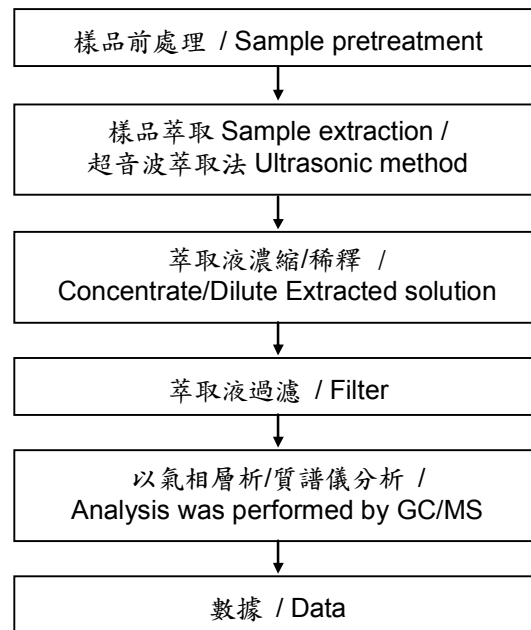 樣品前處理 / Sample pretreatment
樣品萃取 Sample extraction /
超音波萃取法 Ultrasonic method
萃取液濃縮/稀釋 /
Concentrate/Dilute Extracted solution
萃取液過濾 / Filter
以氣相層析/質譜儀分析 /
Analysis was performed by GC/MS
數據 / Data